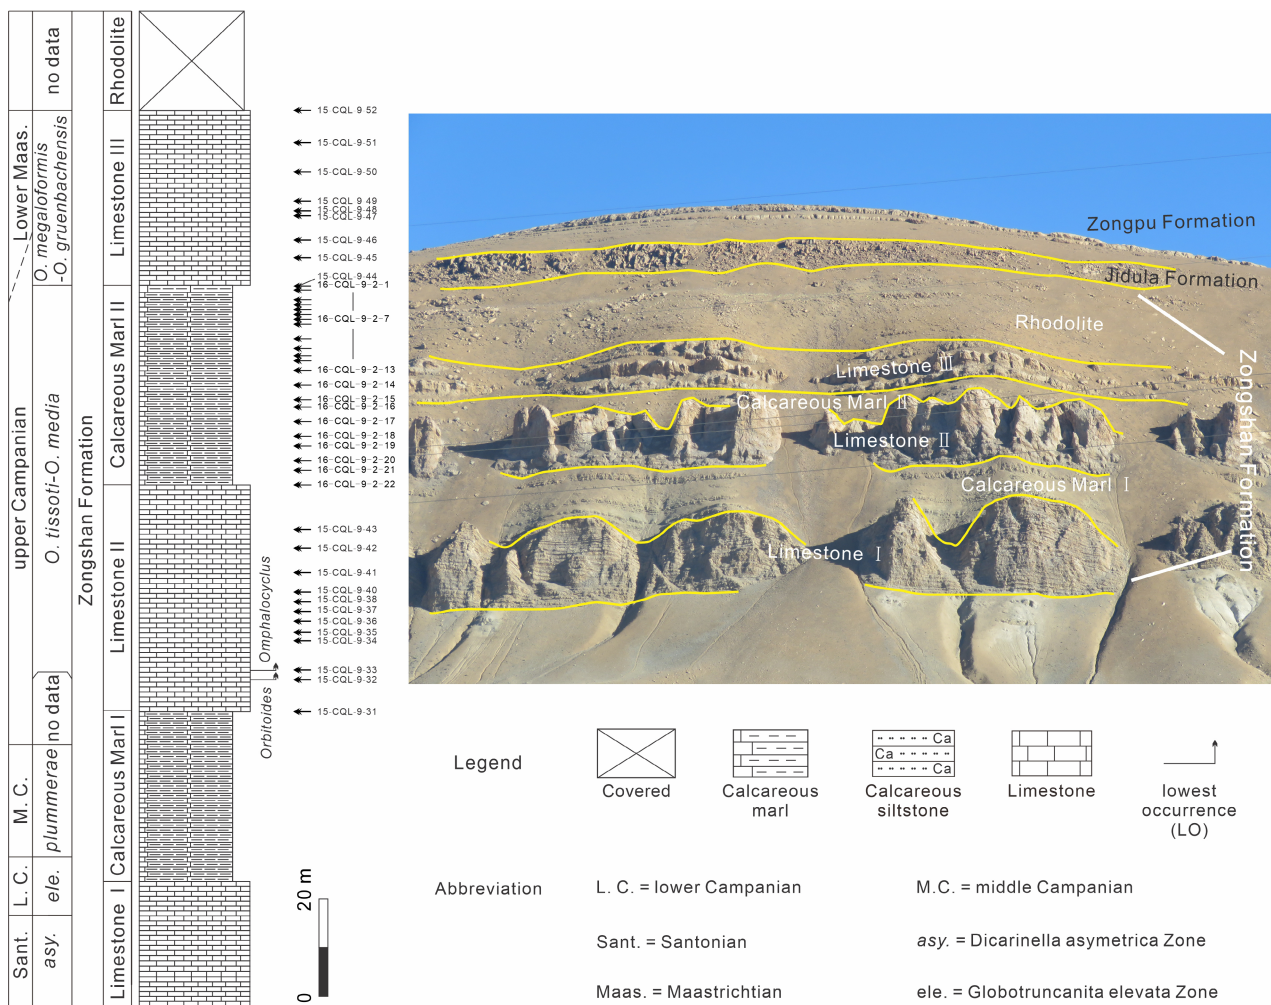 Sant.
L. C.
M. C.
upper Campanian
Lower Maas.
asy.
ele.
plummerae
no data
O. tissoti-O. media
O. megaloformis
-O. gruenbachensis
no data
Zongshan Formation
Limestone I
Calcareous Marl I
Limestone II
Calcareous Marl II
Limestone III
Rhodolite
Orbitoides
Omphalocyclus
15-CQL-9-52
15-CQL-9-51
15-CQL-9-50
15-CQL-9-49
15-CQL-9-48
15-CQL-9-47
15-CQL-9-46
15-CQL-9-45
15-CQL-9-44
16-CQL-9-2-1
16-CQL-9-2-7
16-CQL-9-2-13
16-CQL-9-2-14
16-CQL-9-2-15
16-CQL-9-2-16
16-CQL-9-2-17
16-CQL-9-2-18
16-CQL-9-2-19
16-CQL-9-2-20
16-CQL-9-2-21
16-CQL-9-2-22
15-CQL-9-43
15-CQL-9-42
15-CQL-9-41
15-CQL-9-40
15-CQL-9-38
15-CQL-9-37
15-CQL-9-36
15-CQL-9-35
15-CQL-9-34
15-CQL-9-33
15-CQL-9-32
15-CQL-9-31
0
20 m
Zongpu Formation
Jidula Formation
Rhodolite
Limestone III
Calcareous Marl II
Limestone II
Calcareous Marl I
Limestone I
Zongshan Formation
Legend
Covered
Calcareous
marl
Ca
Ca
Ca
Calcareous
siltstone
Limestone
lowest
occurrence
(LO)
Abbreviation
L. C. = lower Campanian
M.C. = middle Campanian
Sant. = Santonian
asy. = Dicarinella asymetrica Zone
Maas. = Maastrichtian
ele. = Globotruncanita elevata Zone